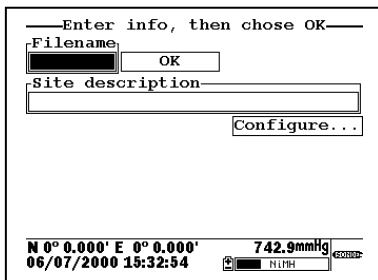 Enter info, then chose OK
Filename
OK
Site description
Configure...
N 0° 0.000' E 0° 0.000' 742.9mmHg
06/07/2000 15:32:54 NiMH SONDE